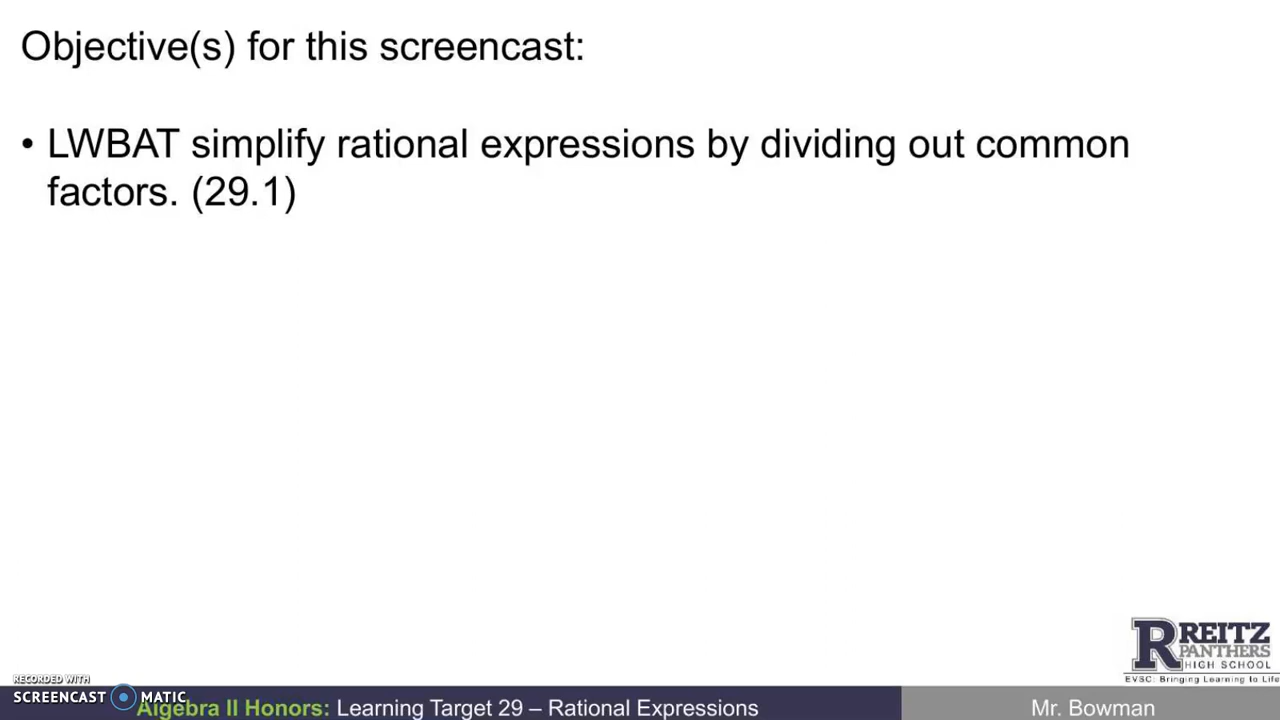 Objective(s) for this screencast:
• LWBAT simplify rational expressions by dividing out common
factors. (29.1)
REITZ
PANTHERS
HIGH SCHOOL
EVSC: Bringing Learning to Life
RECORDED WITH
SCREENCAST MATIC
Algebra II Honors: Learning Target 29 – Rational Expressions
Mr. Bowman